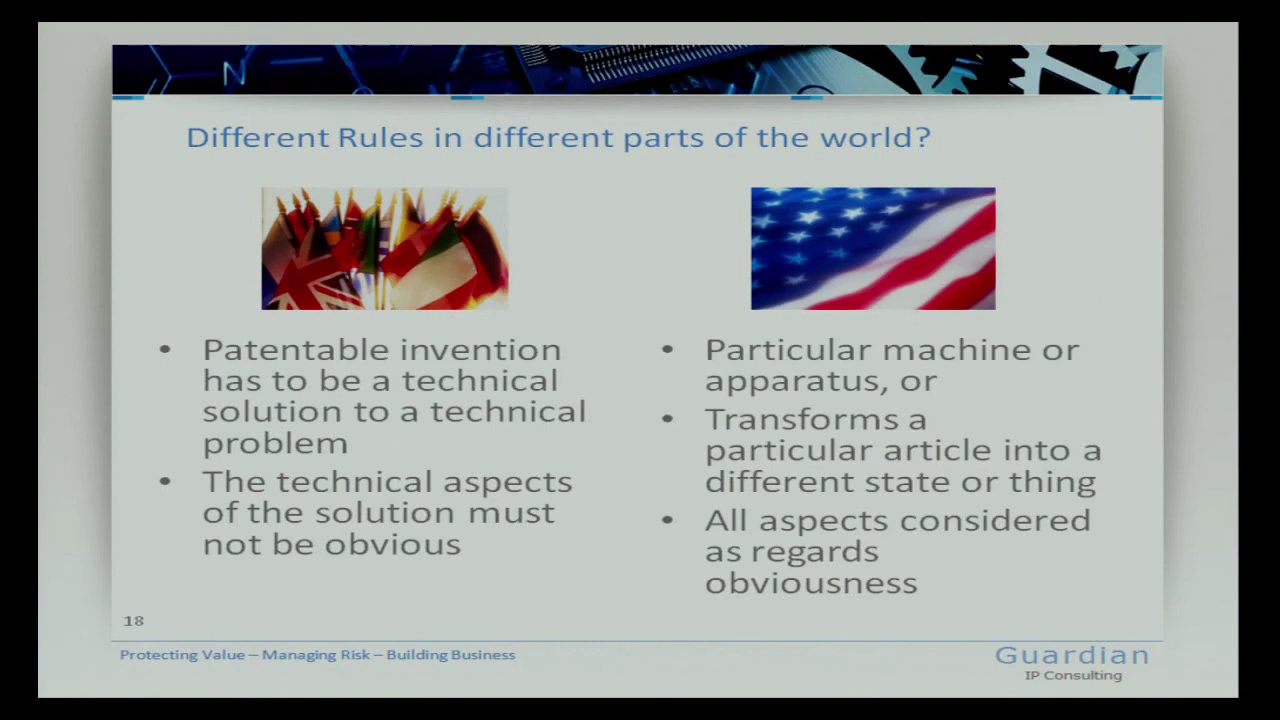 Different Rules in different parts of the world?
• Patentable invention
has to be a technical
solution to a technical
problem
• The technical aspects
of the solution must
not be obvious
• Particular machine or
apparatus, or
• Transforms a
particular article into a
different state or thing
• All aspects considered
as regards
obviousness
18
Protecting Value – Managing Risk – Building Business
Guardian
IP Consulting